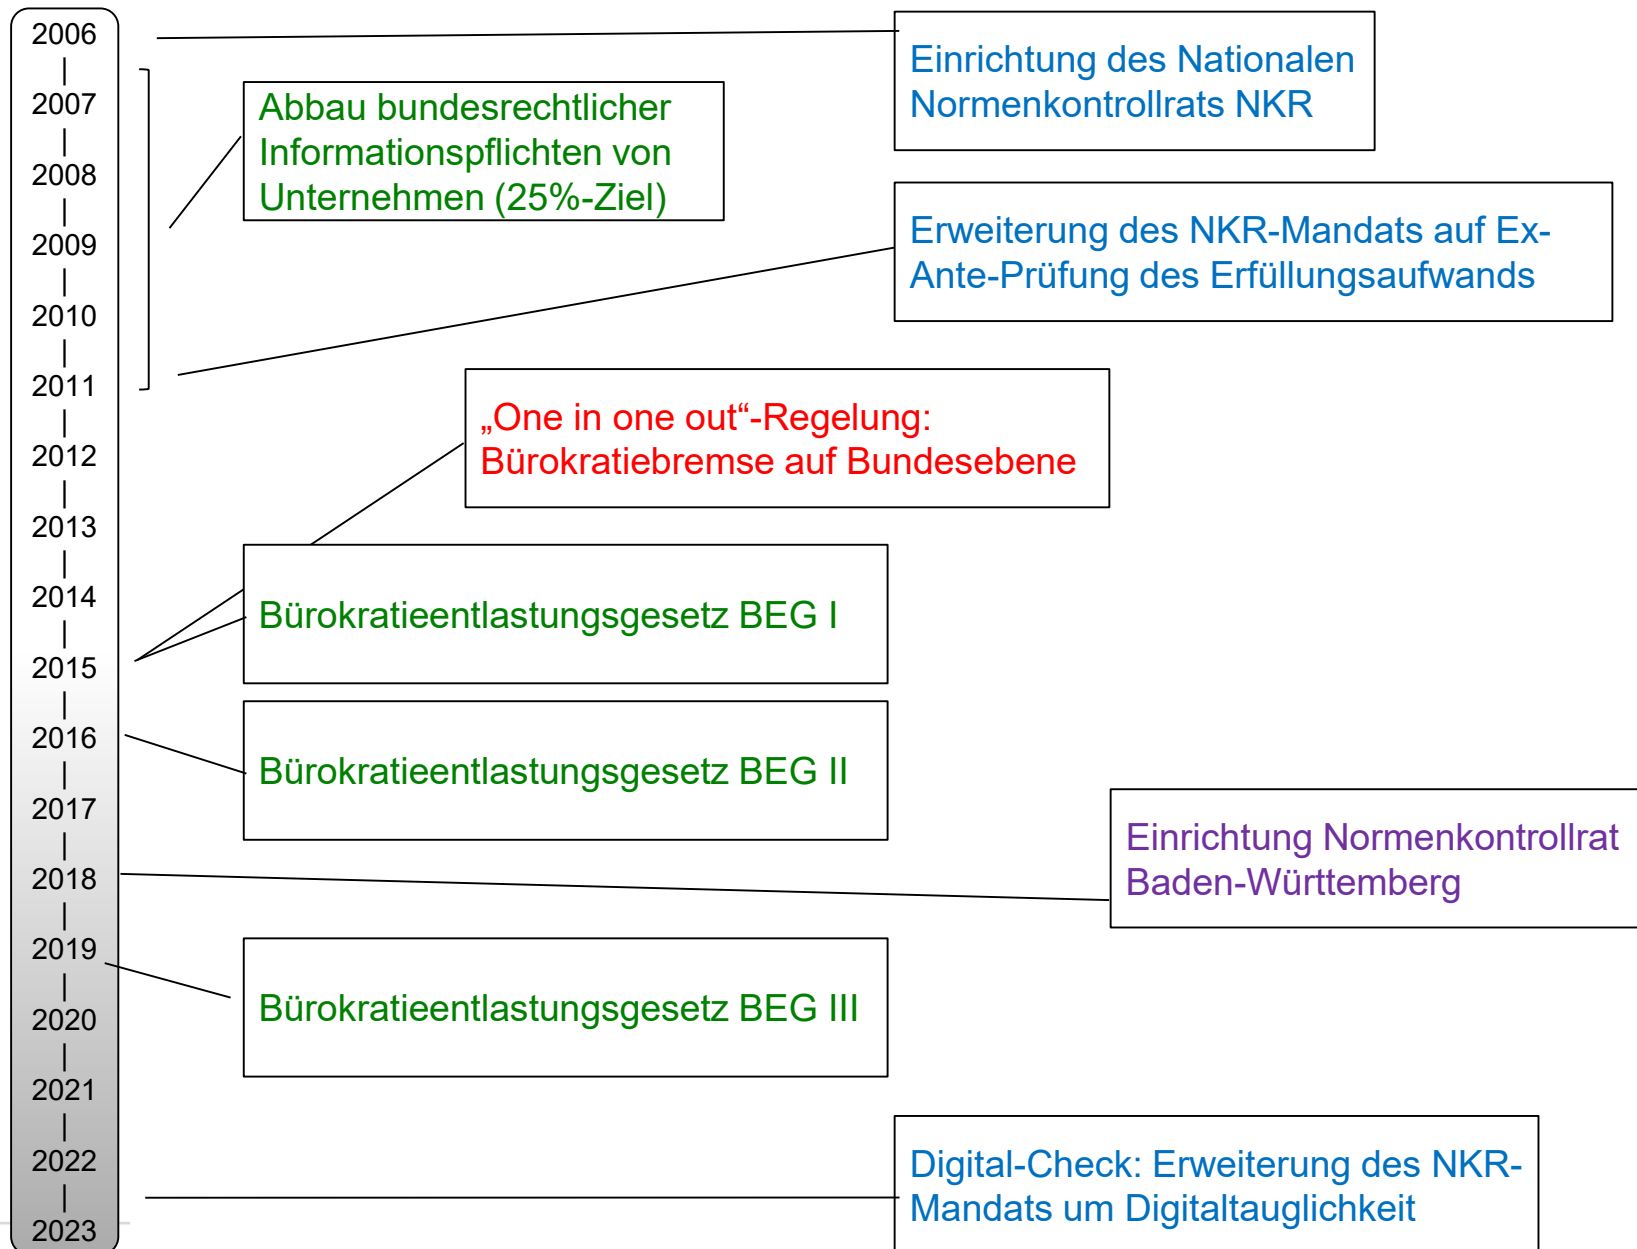 2006
2007
2008
2009
2010
2011
2012
2013
2014
2015
2016
2017
2018
2019
2020
2021
2022
2023
Einrichtung des Nationalen
Normenkontrollrats NKR
Abbau bundesrechtlicher
Informationspflichten von
Unternehmen (25%-Ziel)
Erweiterung des NKR-Mandats auf Ex-
Ante-Prüfung des Erfüllungsaufwands
„One in one out“-Regelung:
Bürokratiebremse auf Bundesebene
Bürokratieentlastungsgesetz BEG I
Bürokratieentlastungsgesetz BEG II
Einrichtung Normenkontrollrat
Baden-Württemberg
Bürokratieentlastungsgesetz BEG III
Digital-Check: Erweiterung des NKR-
Mandats um Digitaltauglichkeit